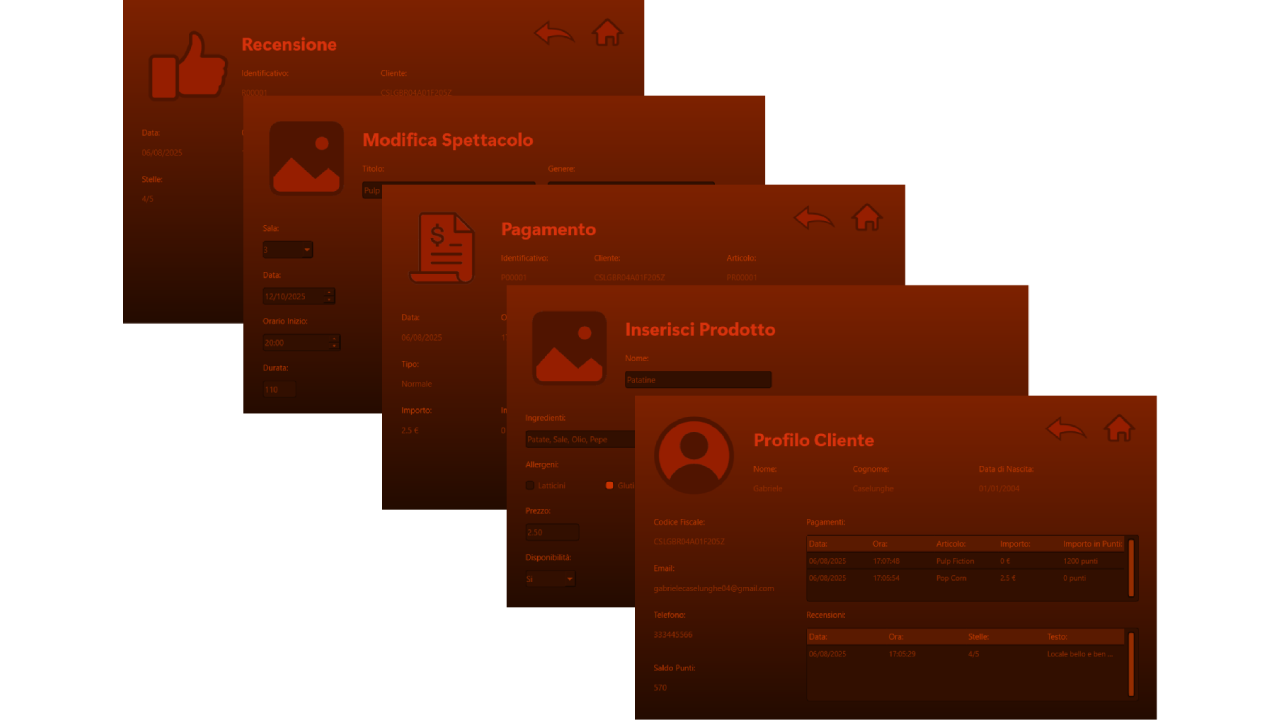 Recensione
Identificativo: Cliente:
R00001 CSLGBR04A01F205Z
Data:
06/08/2025
Stelle:
4/5
Modifica Spettacolo
Titolo: Genere:
Pulp
Sala:
3
Data:
12/10/2025
Orario Inizio:
20:00
Durata:
110
Pagamento
Identificativo: Cliente: Articolo:
P00001 CSLGBR04A01F205Z PR00001
Data:
06/08/2025
Tipo:
Normale
Importo:
2.5 €
Inserisci Prodotto
Nome:
Patatine
Ingredienti:
Patate, Sale, Olio, Pepe
Allergeni:
Lattosio Gluti
Prezzo:
2.50
Disponibilità:
Sì
Profilo Cliente
Nome: Cognome: Data di Nascita:
Gabriele Caselunghe 01/01/2004
Codice Fiscale:
CSLGBR04A01F205Z
Email:
gabrielecaselunghe04@gmail.com
Telefono:
333445566
Saldo Punti:
570
Pagamenti:
Data: Ora: Articolo: Importo: Importo in Punti:
06/08/2025 17:07:48 Pulp Fiction 0 € 1200 punti
06/08/2025 17:05:54 Pop Corn 2.5 € 0 punti
Recensioni:
Data: Ora: Stelle: Testo:
06/08/2025 17:05:29 4/5 Locale bello e ben ...